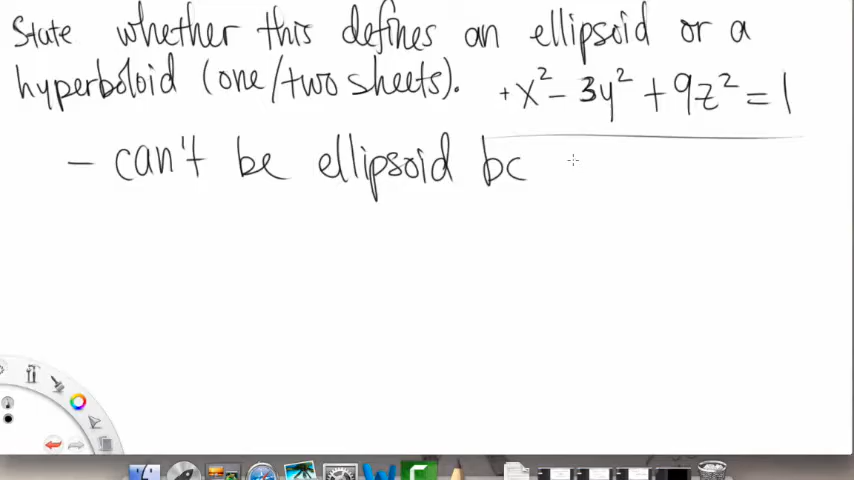 State whether this defines an ellipsoid or a
hyperboloid (one/two sheets). +x² - 3y² + 9z² = 1
- can't be ellipsoid bc